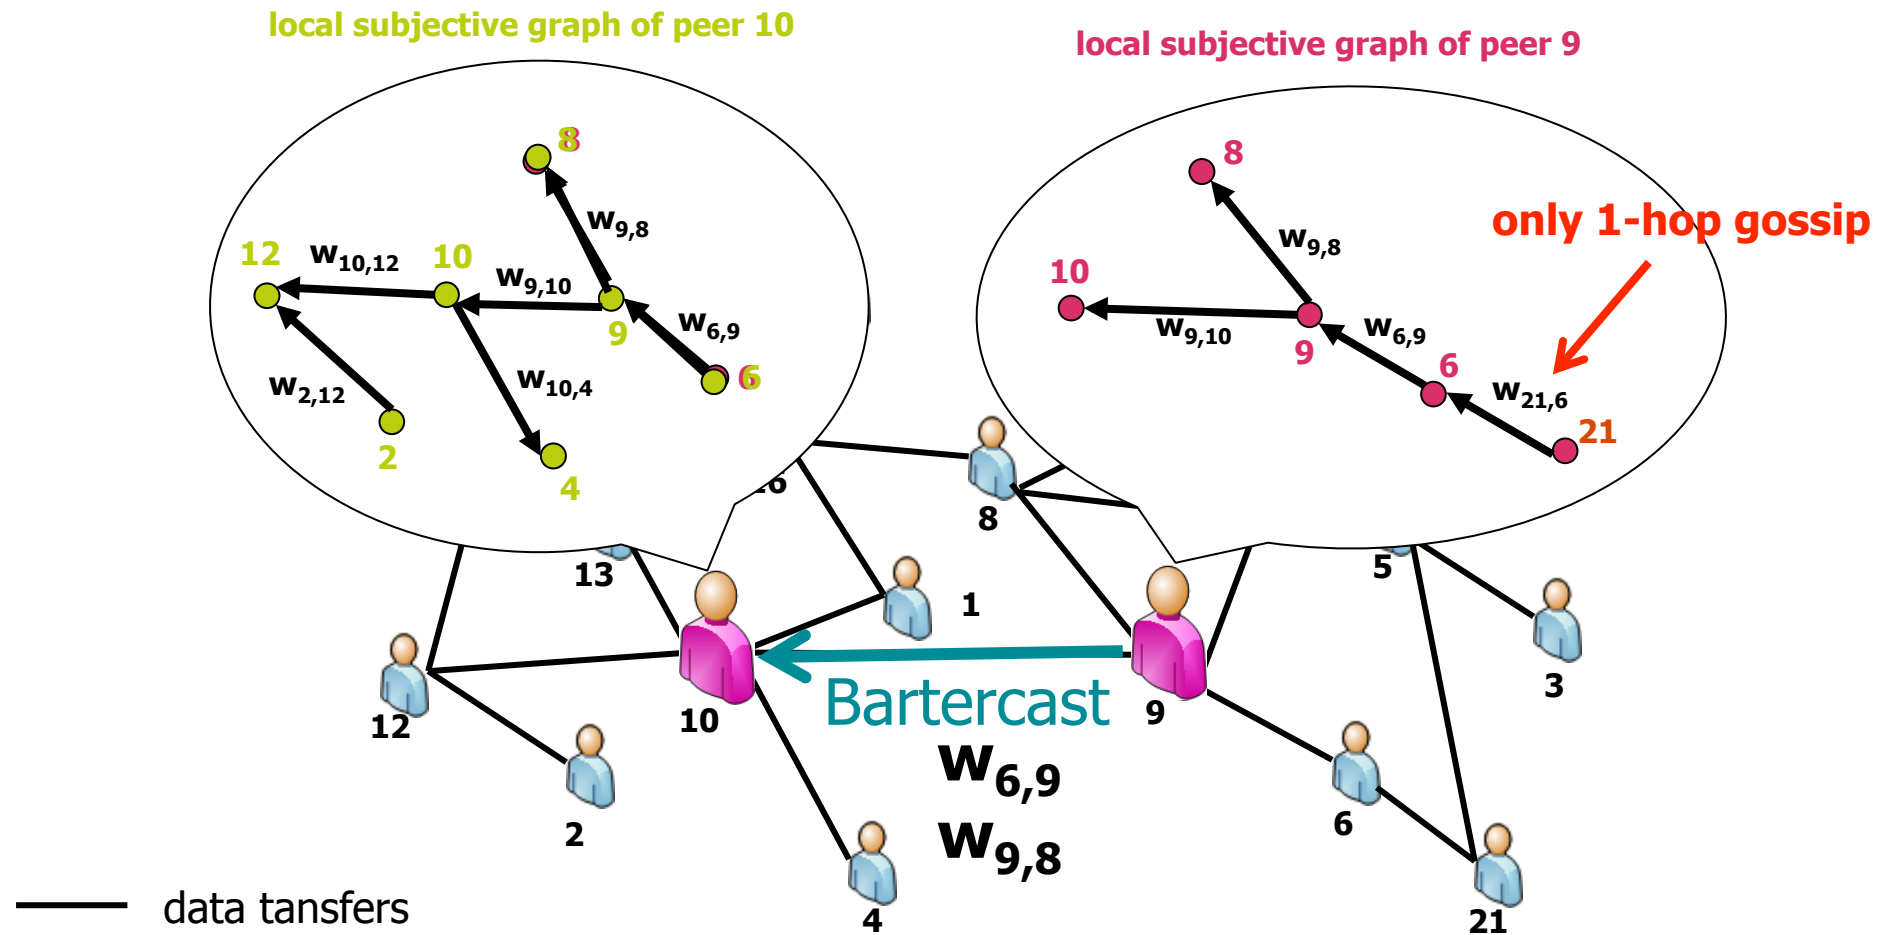 local subjective graph of peer 10
local subjective graph of peer 9
8
8
w9,8
12
w10,12
10
w9,10
9
w6,9
6
6
w10,4
w2,12
2
4
8
only 1-hop gossip
w9,8
10
w9,10
9
w6,9
6
w21,6
21
8
13
5
1
3
12
10
Bartercast
9
w6,9
w9,8
2
6
4
21
data tansfers